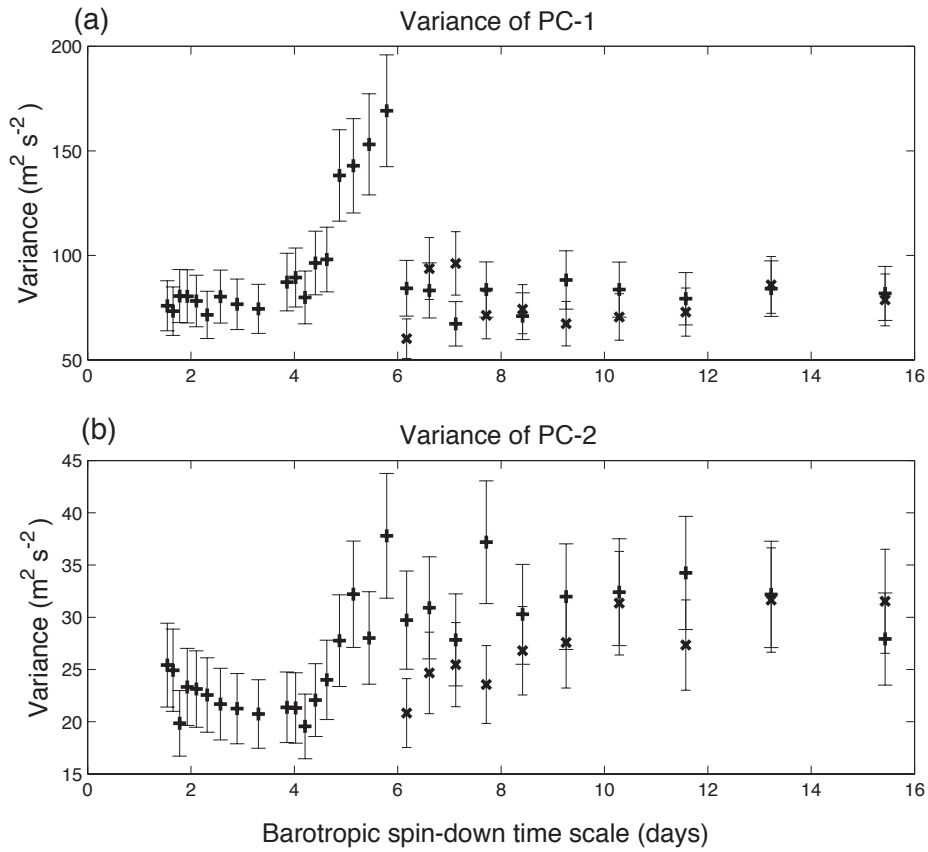 (a)
Variance of PC-1
200
150
100
50
Variance (m² s⁻²)
0 2 4 6 8 10 12 14 16
(b)
Variance of PC-2
45
40
35
30
25
20
15
Variance (m² s⁻²)
0 2 4 6 8 10 12 14 16
Barotropic spin-down time scale (days)